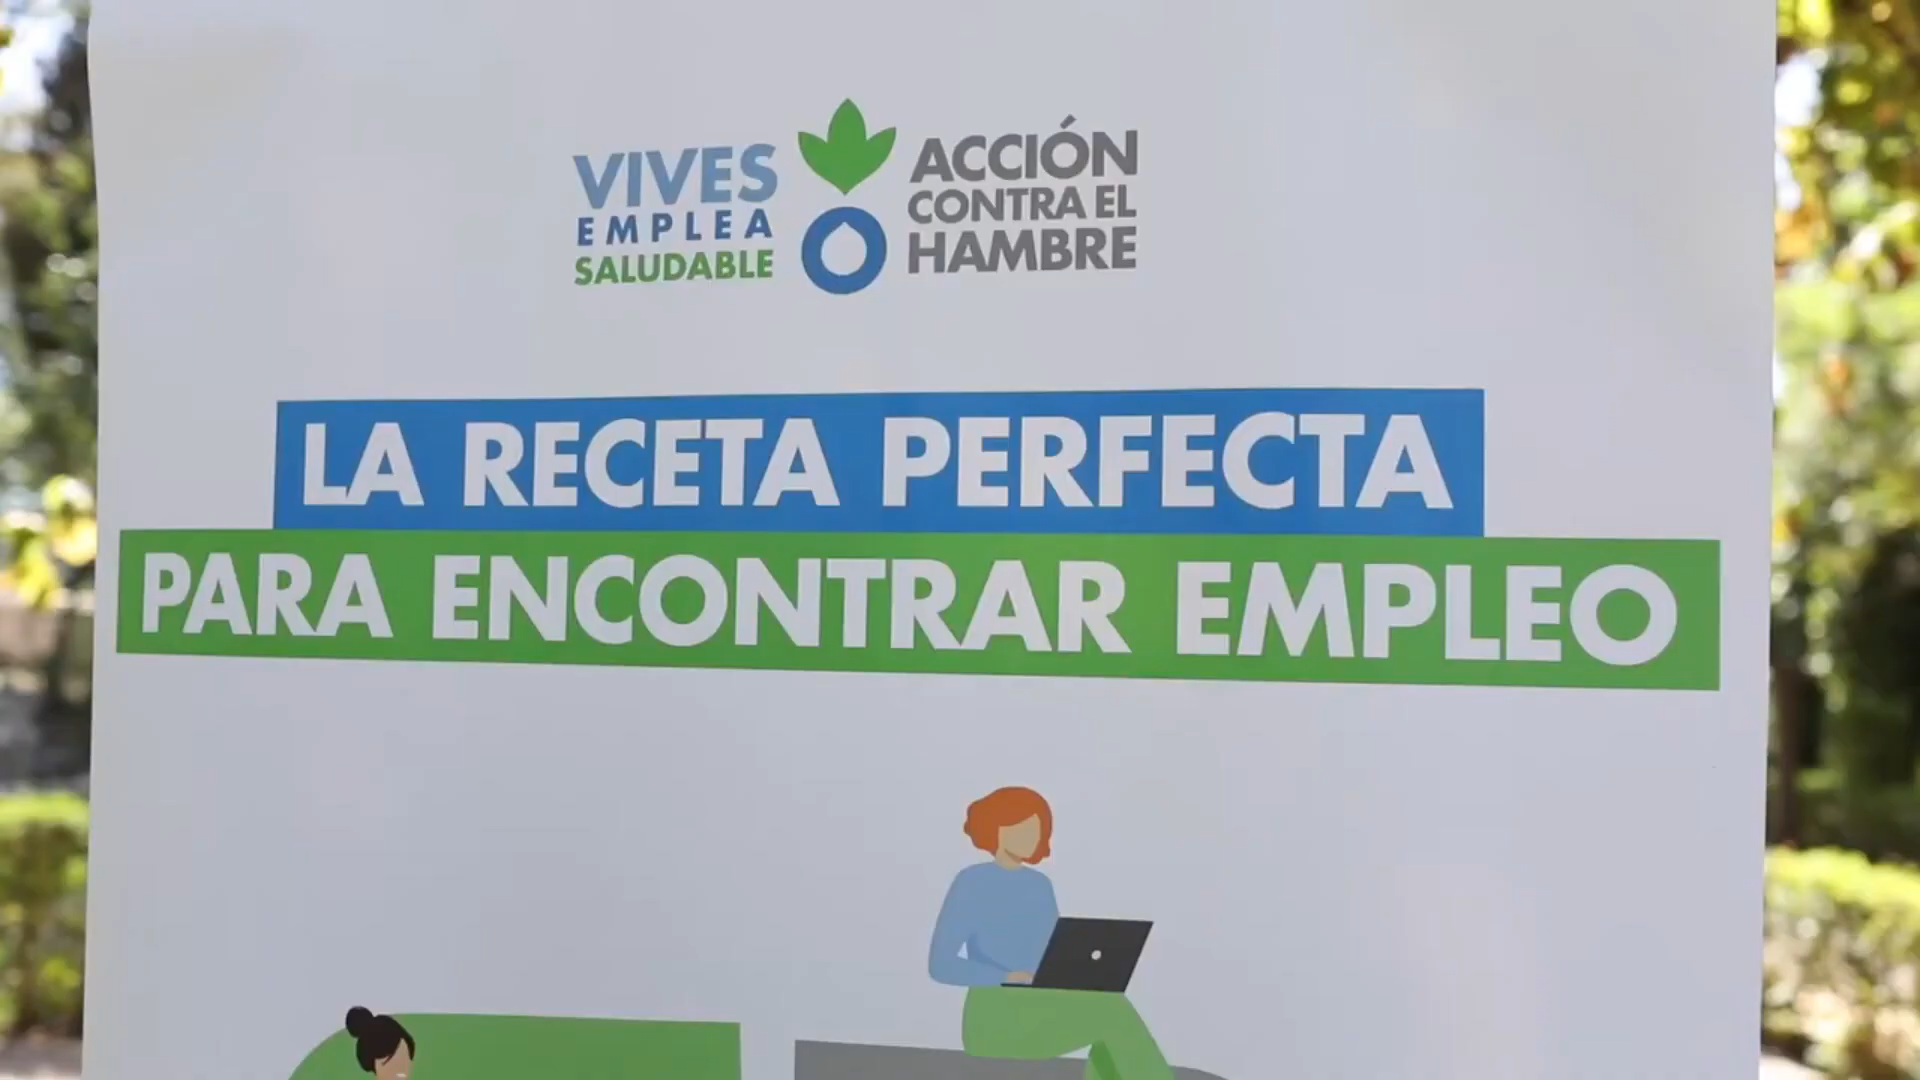 VIVES
EMPLEA
SALUDABLE
ACCIÓN
CONTRA EL
HAMBRE
LA RECETA PERFECTA
PARA ENCONTRAR EMPLEO